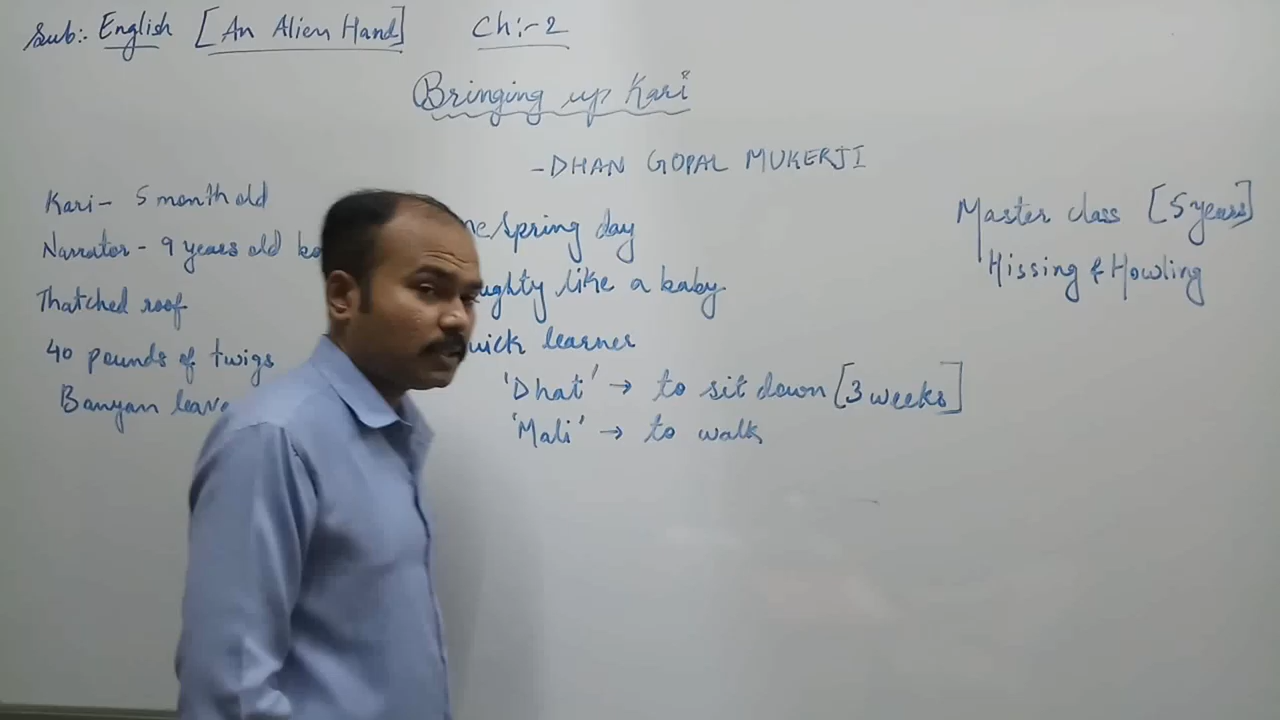 Sub:- English [An Alien Hand] Ch:-2
Bringing up Kari
- DHAN GOPAL MUKERJI
Kari - 5 month old
Narrator - 9 years old
Thatched roof
40 pounds of twigs
Banyan
Spring day
like a baby
learner
'Dhat' → to sit down [3 weeks]
'Mali' → to walk
Master class [5 years]
Hissing & Howling